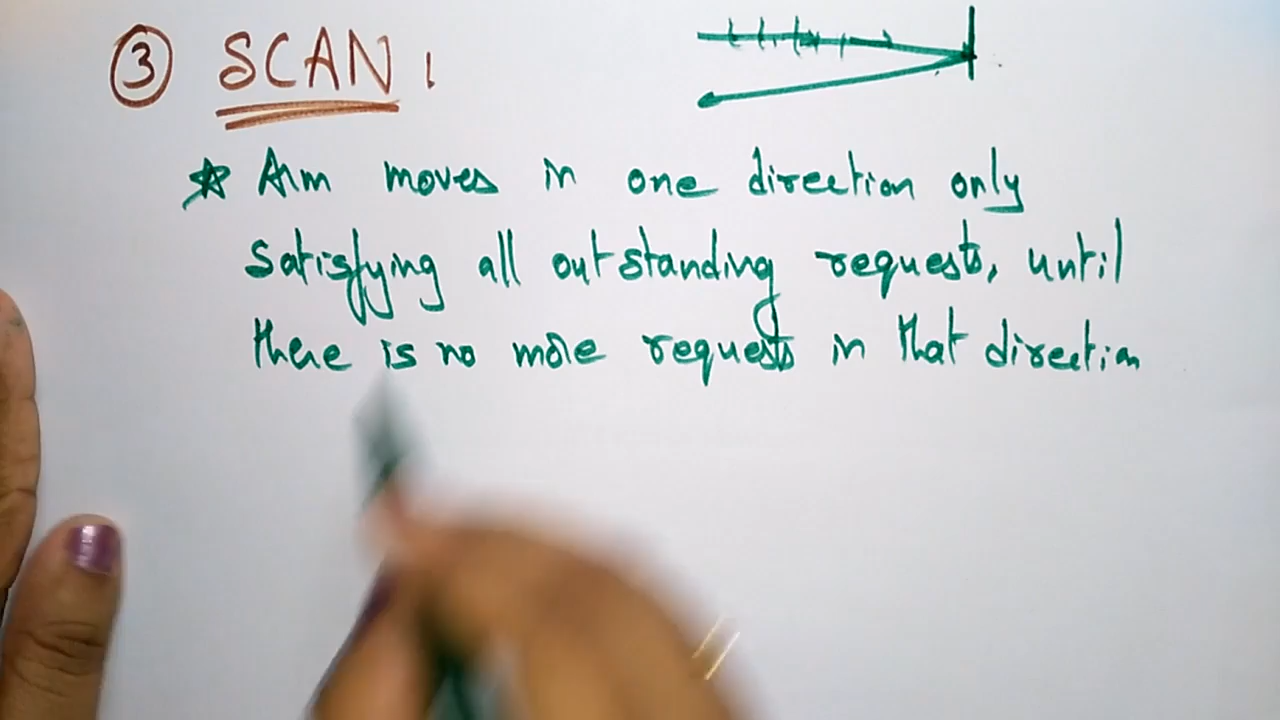 ③ SCAN :
☆ Arm moves in one direction only
satisfying all outstanding requests, until
there is no more requests in that direction